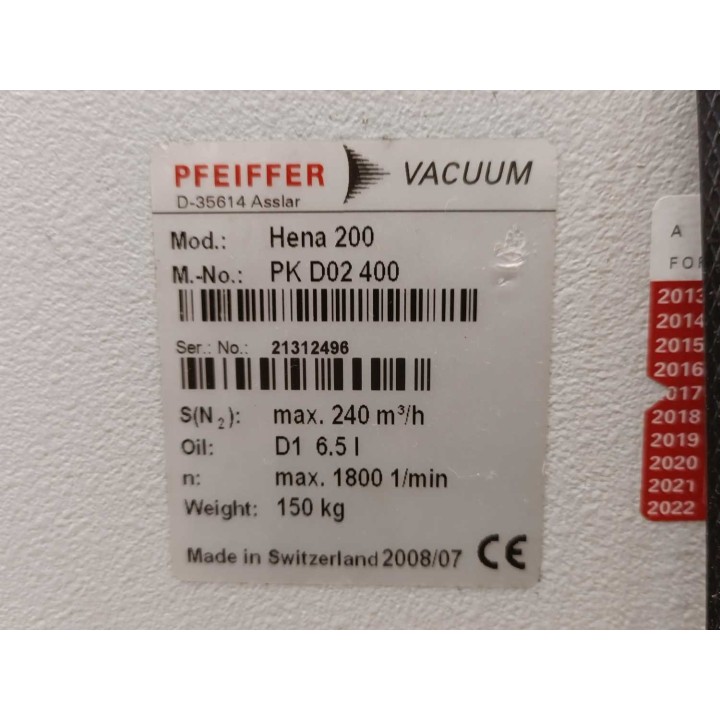 PFEIFFER VACUUM
D-35614 Asslar
Mod.: Hena 200
M.-No.: PK D02 400
Ser.: No.: 21312496
S(N₂): max. 240 m³/h
Oil: D1 6.5 l
n: max. 1800 1/min
Weight: 150 kg
Made in Switzerland 2008/07 CE
A
FOR
2013
2014
2015
2016
2017
2018
2019
2020
2021
2022